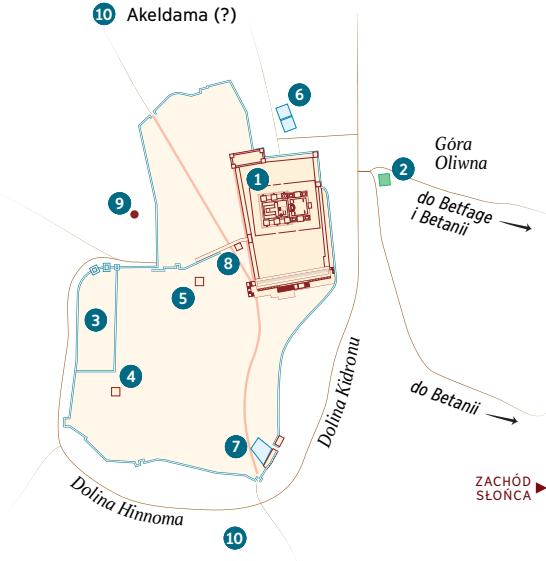 10 Akeldama (?)
6
Góra
Oliwna
1
2
do Betfage
i Betanii
9
8
5
3
4
Dolina Kidronu
do Betanii
7
ZACHÓD
SŁOŃCA
Dolina Hinnoma
10